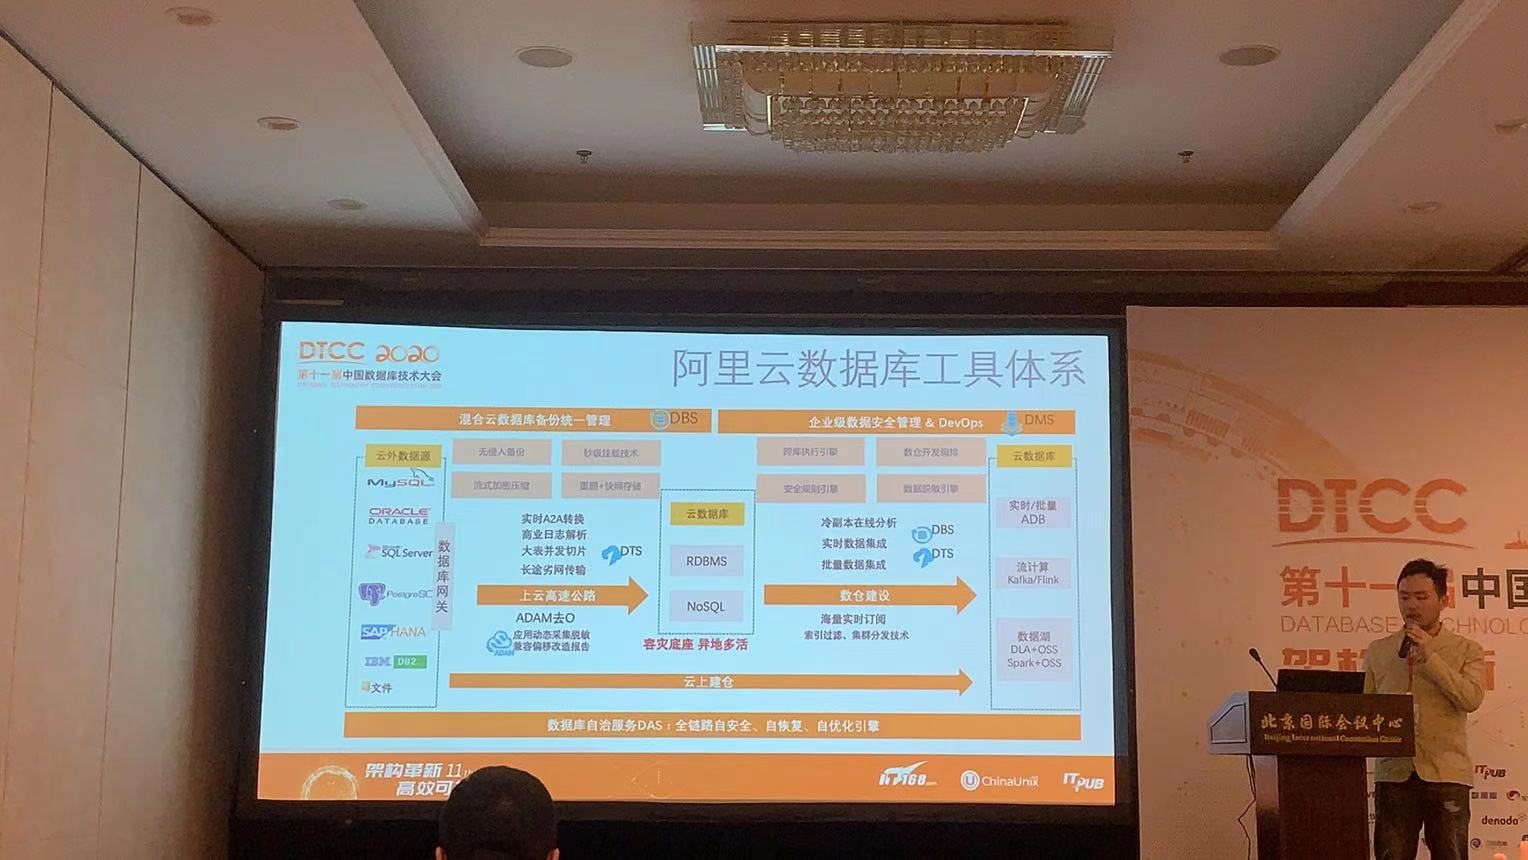 DTCC 2020
第十一届中国数据库技术大会
阿里云数据库工具体系
混合云数据库备份统一管理
DBS
企业级数据安全管理 & DevOps
DMS
云外数据源
无侵入备份
秒级挂载技术
流式加密压缩
重删+快照存储
跨库执行引擎
数仓开发编排
安全规则引擎
数据脱敏引擎
云数据库
MySQL
ORACLE
DATABASE
SQL Server
PostgreSQ
SAP HANA
IBM DB2
文件
数据库网关
实时A2A转换
商业日志解析
大表并发切片
长途劣网传输
DTS
上云高速公路
ADAM去O
应用动态采集脱敏
兼容偏移改造报告
ADAM
云数据库
RDBMS
NoSQL
容灾底座 异地多活
冷副本在线分析
实时数据集成
批量数据集成
DBS
DTS
数仓建设
海量实时订阅
索引过滤、集群分发技术
实时/批量
ADB
流计算
Kafka/Flink
数据湖
DLA+OSS
Spark+OSS
云上建仓
数据库自治服务DAS：全链路自安全、自恢复、自优化引擎
架构革新 11th
高效可
IT168.com
ChinaUnix
ITPUB
DTCC
第十一届中国
DATABASE TECHNOLO
北京国际会议中心
Beijing International Convention Center
ITPUB
denodo